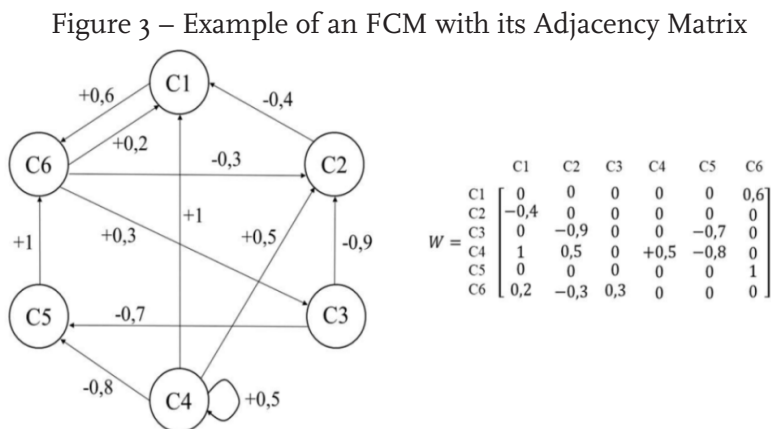 Figure 3 – Example of an FCM with its Adjacency Matrix
C1
+0,6
-0,4
+0,2
C6
-0,3
C2
+1
+0,3
+0,5
+1
-0,9
C5
-0,7
C3
-0,8
C4
+0,5
C1 C2 C3 C4 C5 C6
C1 0 0 0 0 0 0,6
C2 −0,4 0 0 0 0 0
C3 0 −0,9 0 0 −0,7 0
W = C4 1 0,5 0 +0,5 −0,8 0
C5 0 0 0 0 0 1
C6 0,2 −0,3 0,3 0 0 0